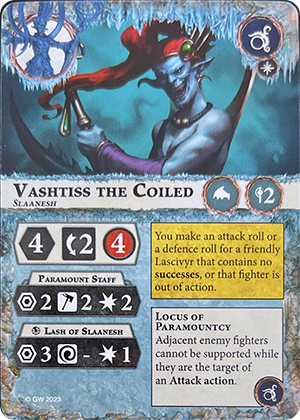 VASHTISS THE COILED
SLAANESH
2
4 2 4
You make an attack roll or
a defence roll for a friendly
Lascivyr that contains no
successes, or that fighter is
out of action.
PARAMOUNT STAFF
2 2 2
LASH OF SLAANESH
3 - 1
LOCUS OF
PARAMOUNTCY
Adjacent enemy fighters
cannot be supported while
they are the target of
an Attack action.
© GW 2023